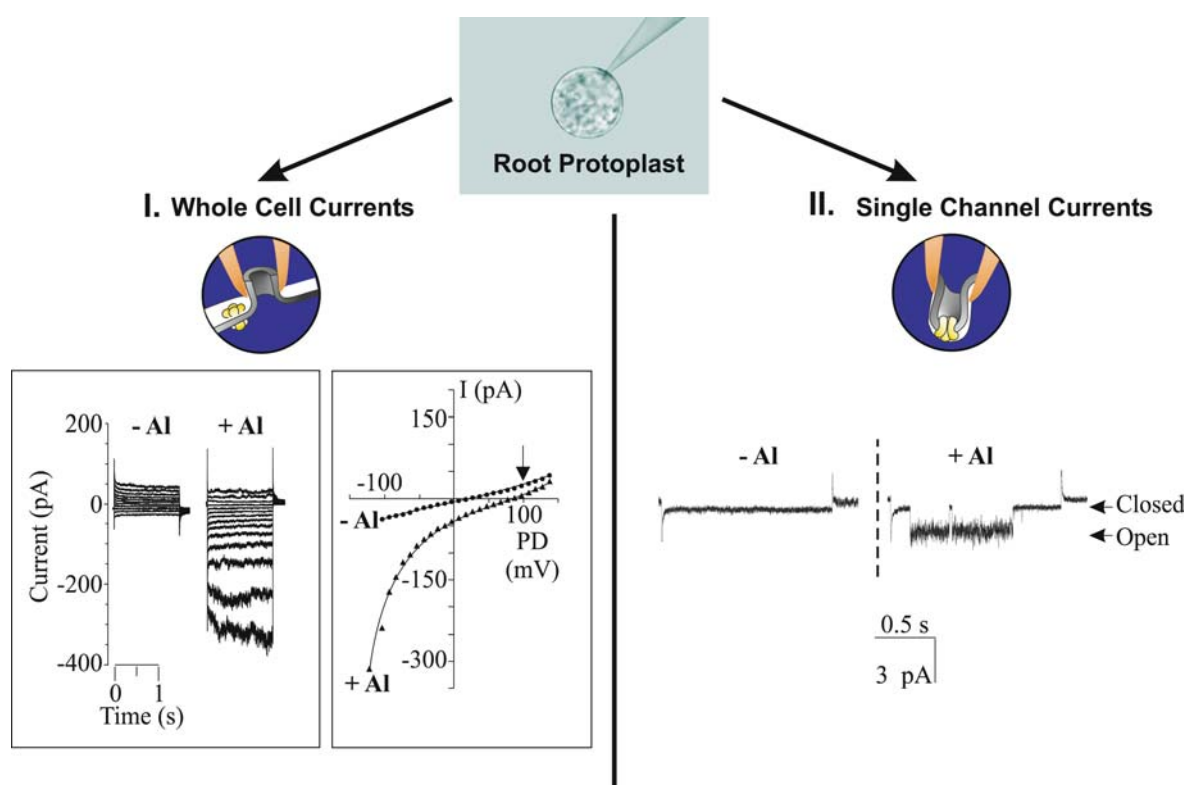 Root Protoplast
I. Whole Cell Currents
II. Single Channel Currents
- Al
+ Al
Current (pA)
200
0
-200
-400
0 1
Time (s)
I (pA)
150
-100
100
PD
(mV)
-150
-300
- Al
+ Al
- Al
+ Al
Closed
Open
0.5 s
3 pA